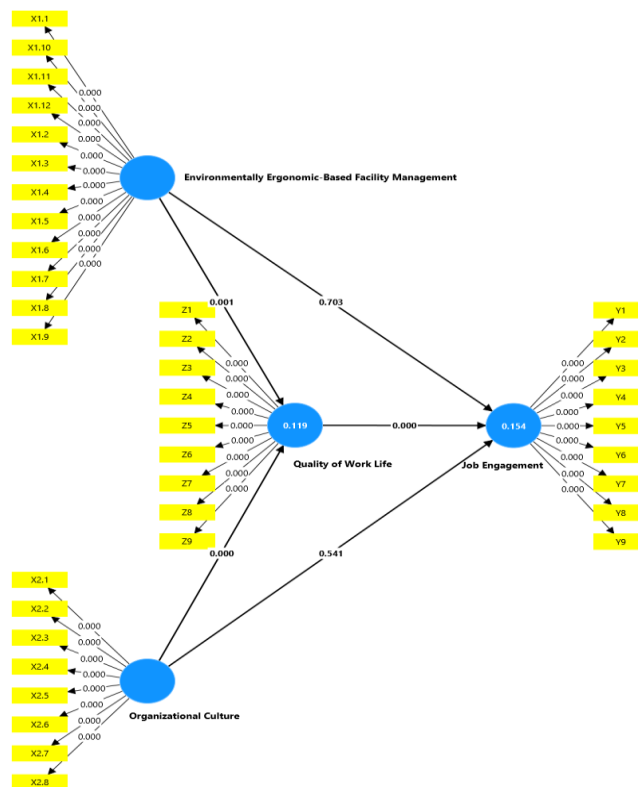 X1.1
X1.10
X1.11
X1.12
X1.2
X1.3
X1.4
X1.5
X1.6
X1.7
X1.8
X1.9
0.000
0.000
0.000
0.000
0.000
0.000
0.000
0.000
0.000
0.000
0.000
0.000
Environmentally Ergonomic-Based Facility Management
0.001
0.703
Z1
Z2
Z3
Z4
Z5
Z6
Z7
Z8
Z9
0.000
0.000
0.000
0.000
0.000
0.000
0.000
0.000
0.000
0.119
Quality of Work Life
0.000
0.154
Job Engagement
0.000
0.000
0.000
0.000
0.000
0.000
0.000
0.000
0.000
Y1
Y2
Y3
Y4
Y5
Y6
Y7
Y8
Y9
0.000
0.541
X2.1
X2.2
X2.3
X2.4
X2.5
X2.6
X2.7
X2.8
0.000
0.000
0.000
0.000
0.000
0.000
0.000
0.000
Organizational Culture